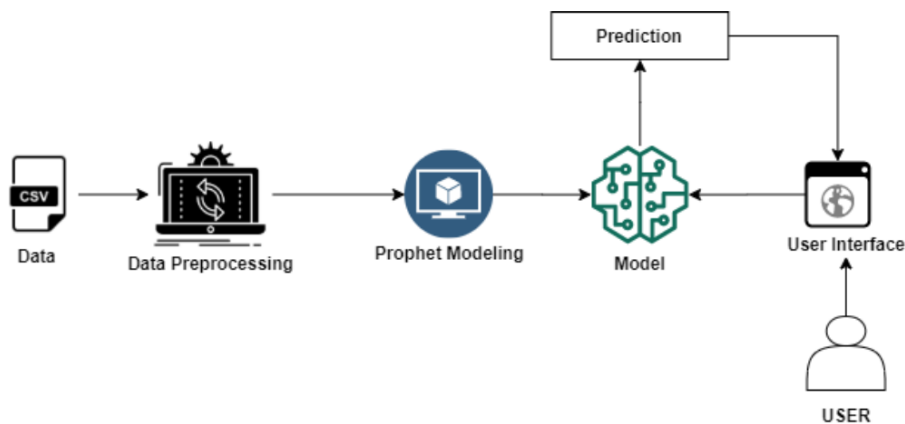 Prediction
CSV
Data
Data Preprocessing
Prophet Modeling
Model
User Interface
USER